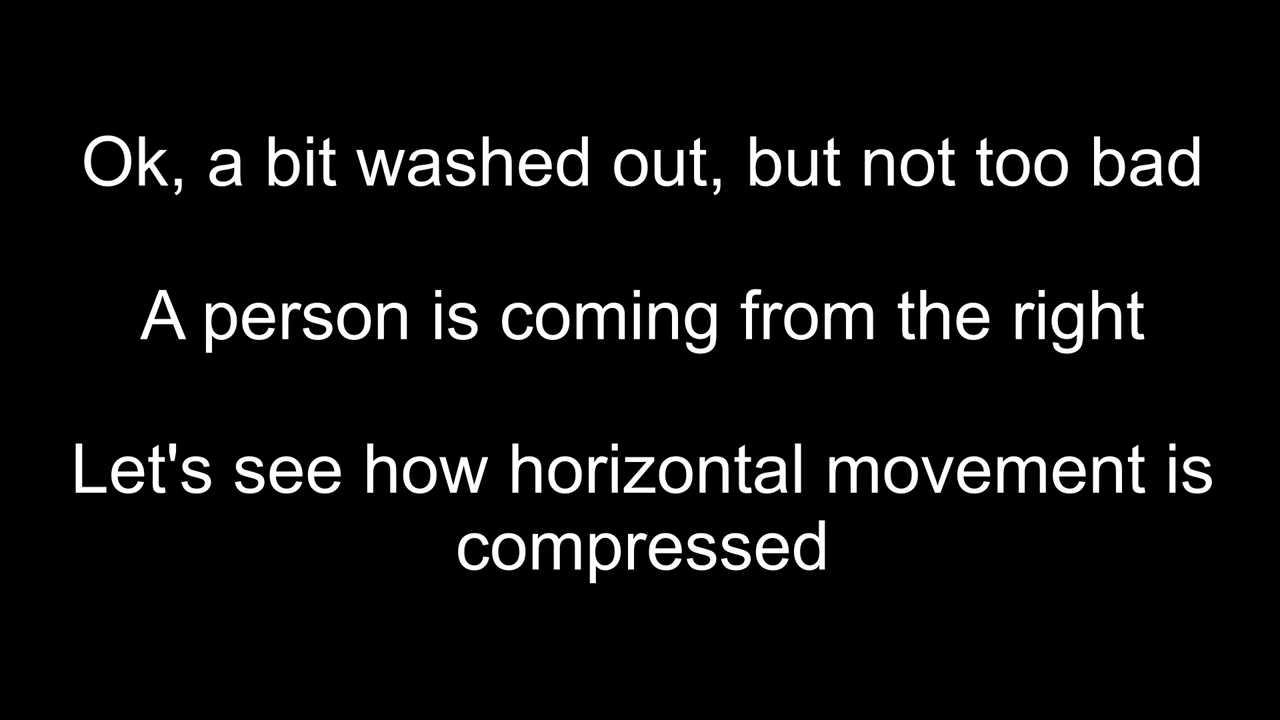 Ok, a bit washed out, but not too bad
A person is coming from the right
Let's see how horizontal movement is
compressed